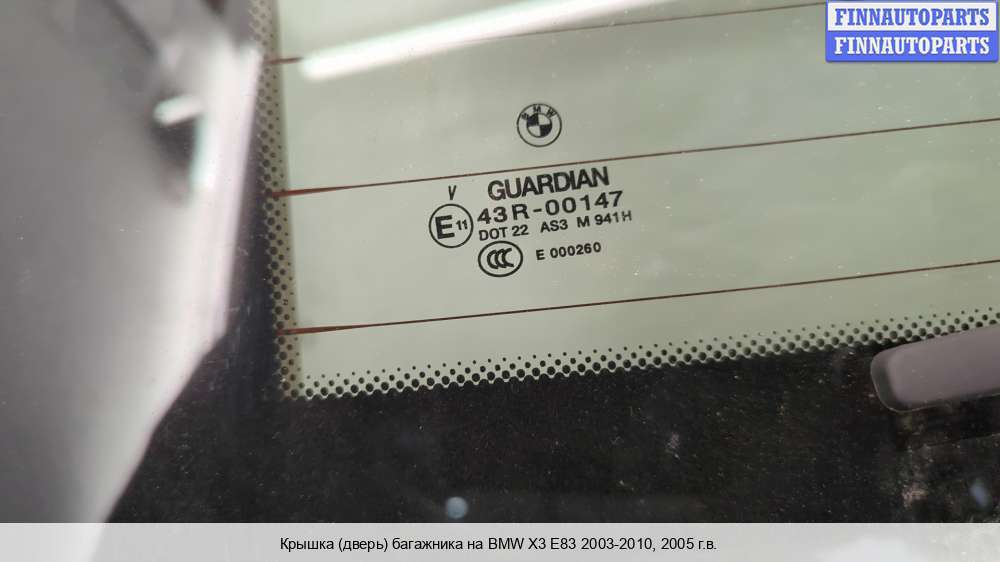 FINNAUTOPARTS
FINNAUTOPARTS
BMW
V
GUARDIAN
E11 43R-00147
DOT 22 AS3 M 941H
CCC E 000260
Крышка (дверь) багажника на BMW X3 E83 2003-2010, 2005 г.в.